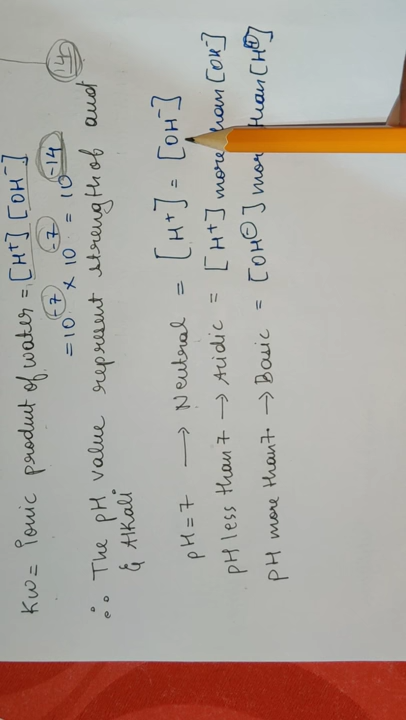 Kw = Ionic product of water = [H+] [OH-]
= 10-7 x 10-7 = 10-14
14
∴ The pH value represent strength of and
& Alkali
pH = 7 → Neutral = [H+] = [OH-]
pH less than 7 → Acidic = [H+] more than [OH-]
pH more than 7 → Basic = [OH-] more than [H+]